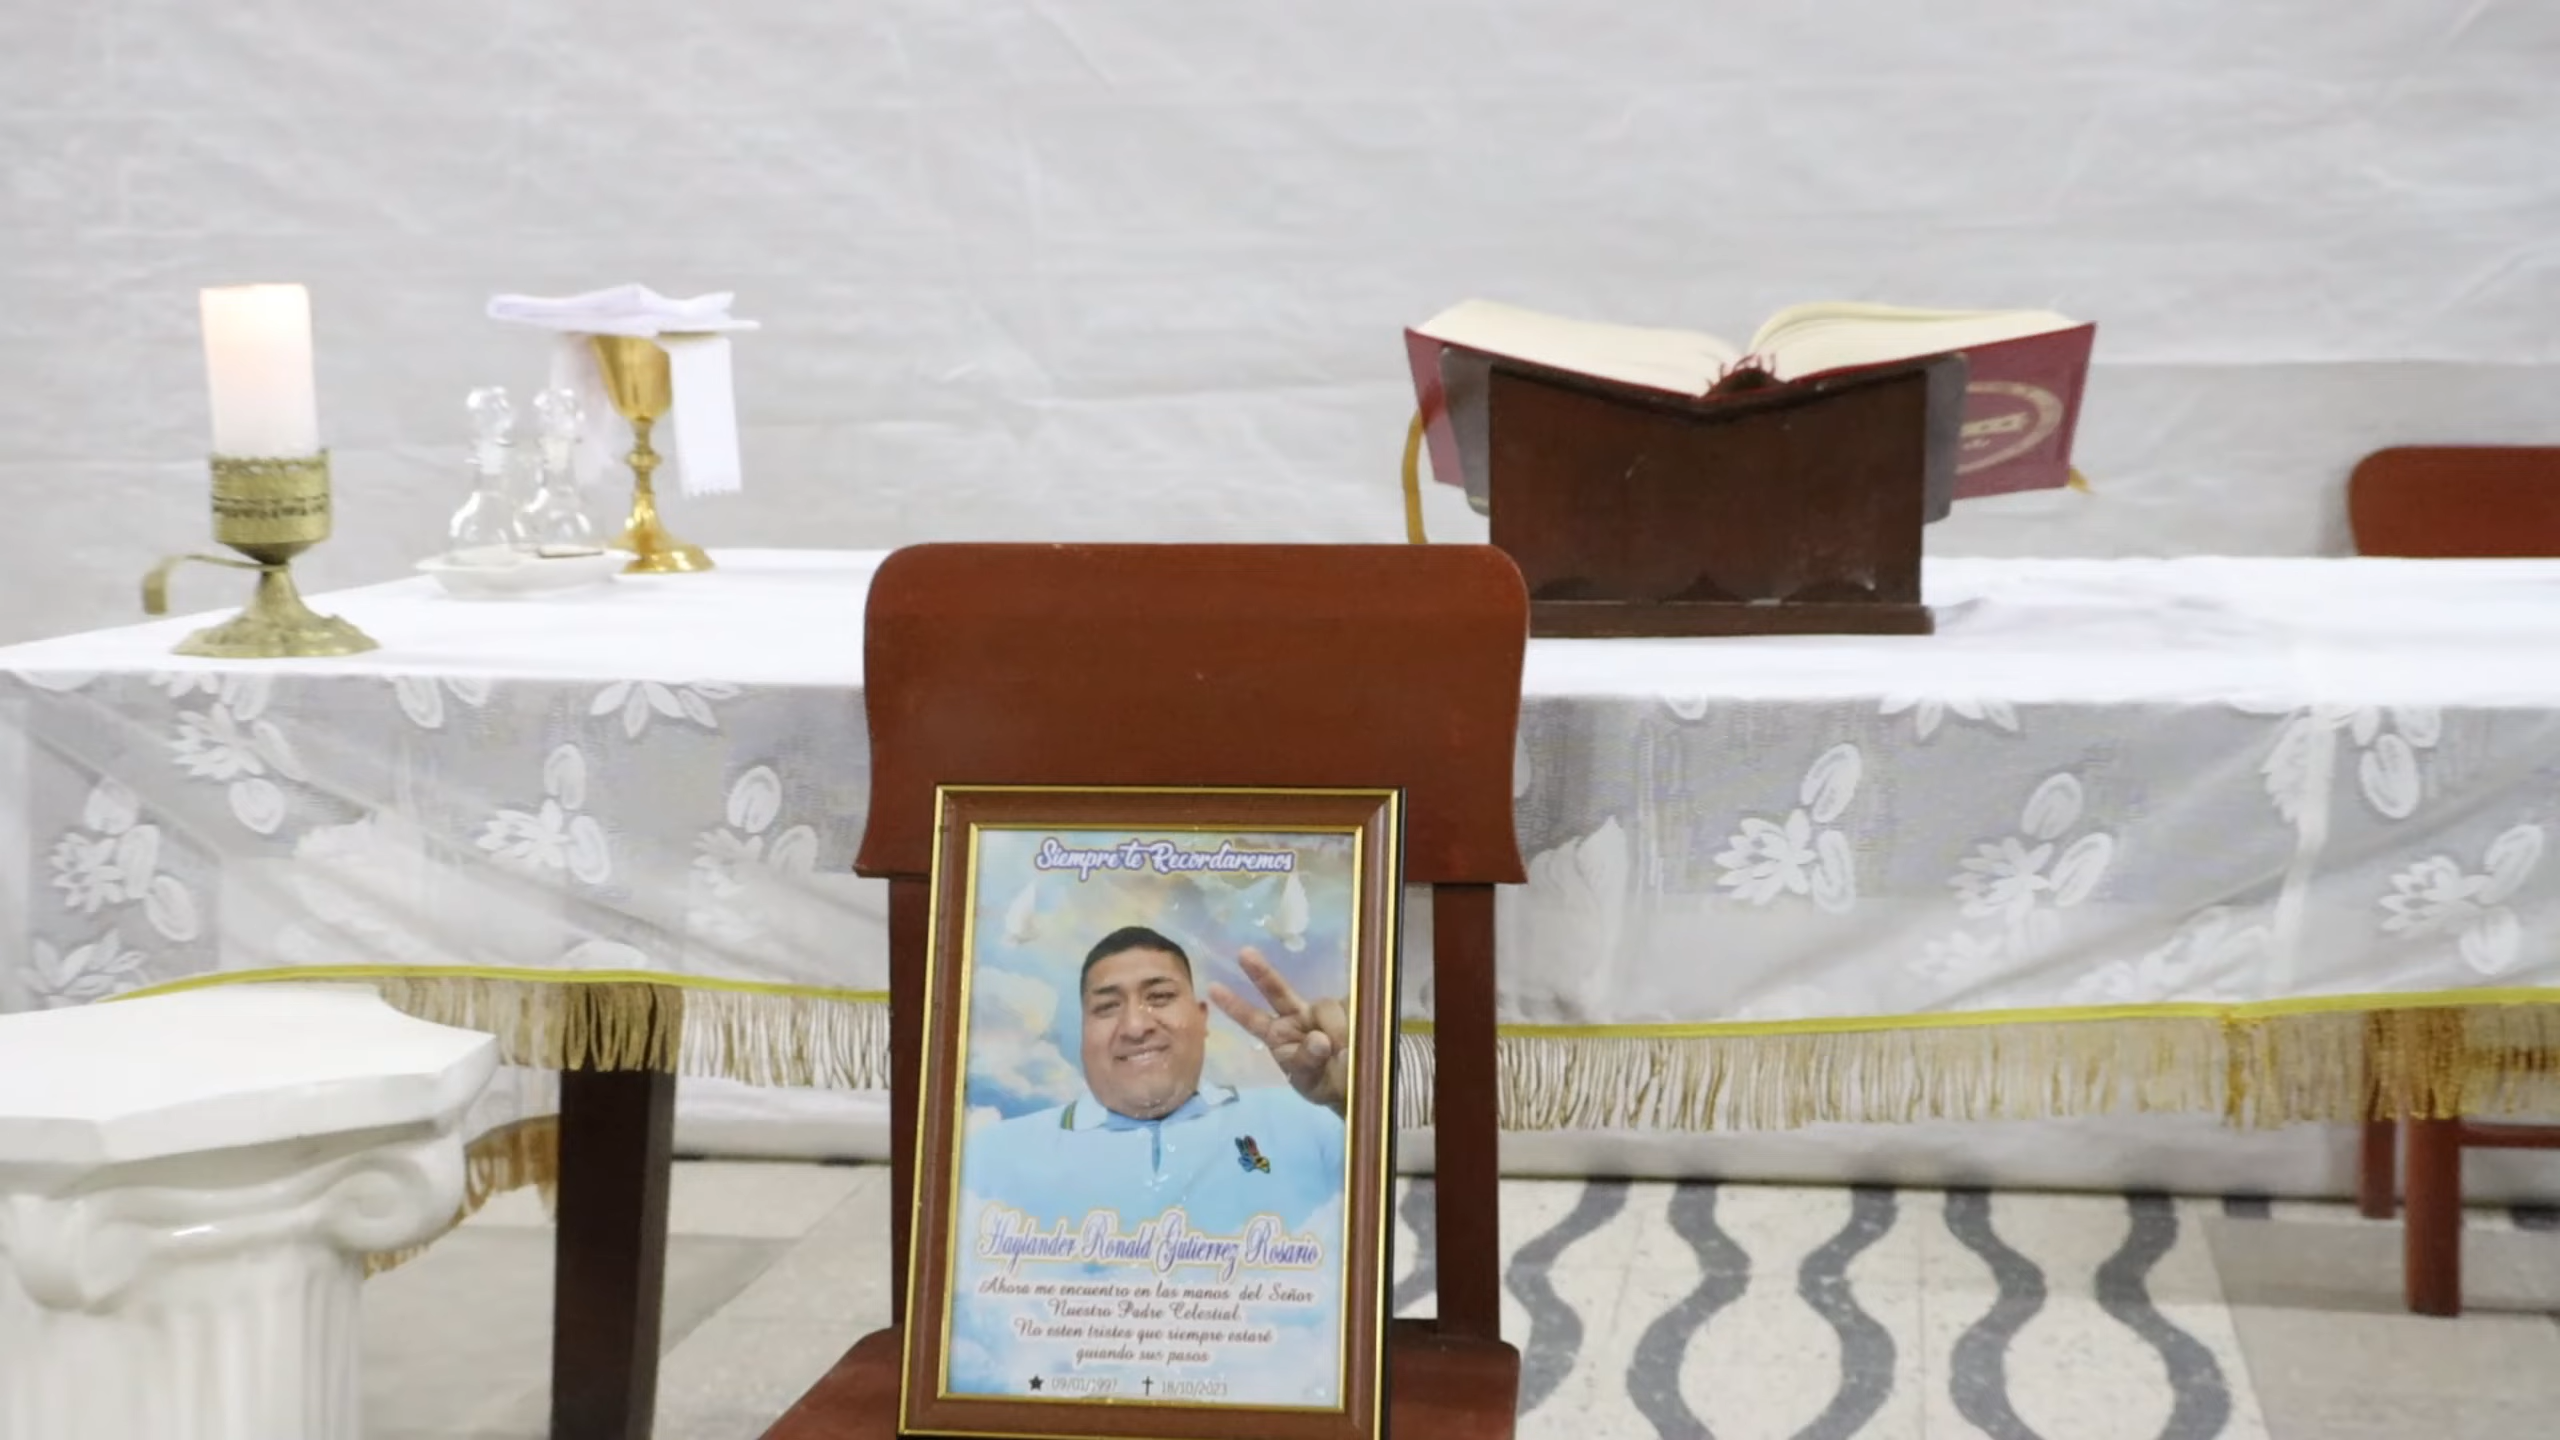 Siempre te Recordaremos
Haylander Ronald Gutierrez Rosario
Ahora me encuentro en las manos del Señor
Nuestro Padre Celestial.
No esten tristes que siempre estaré
guiando sus pasos
09/01/1997 18/10/2023